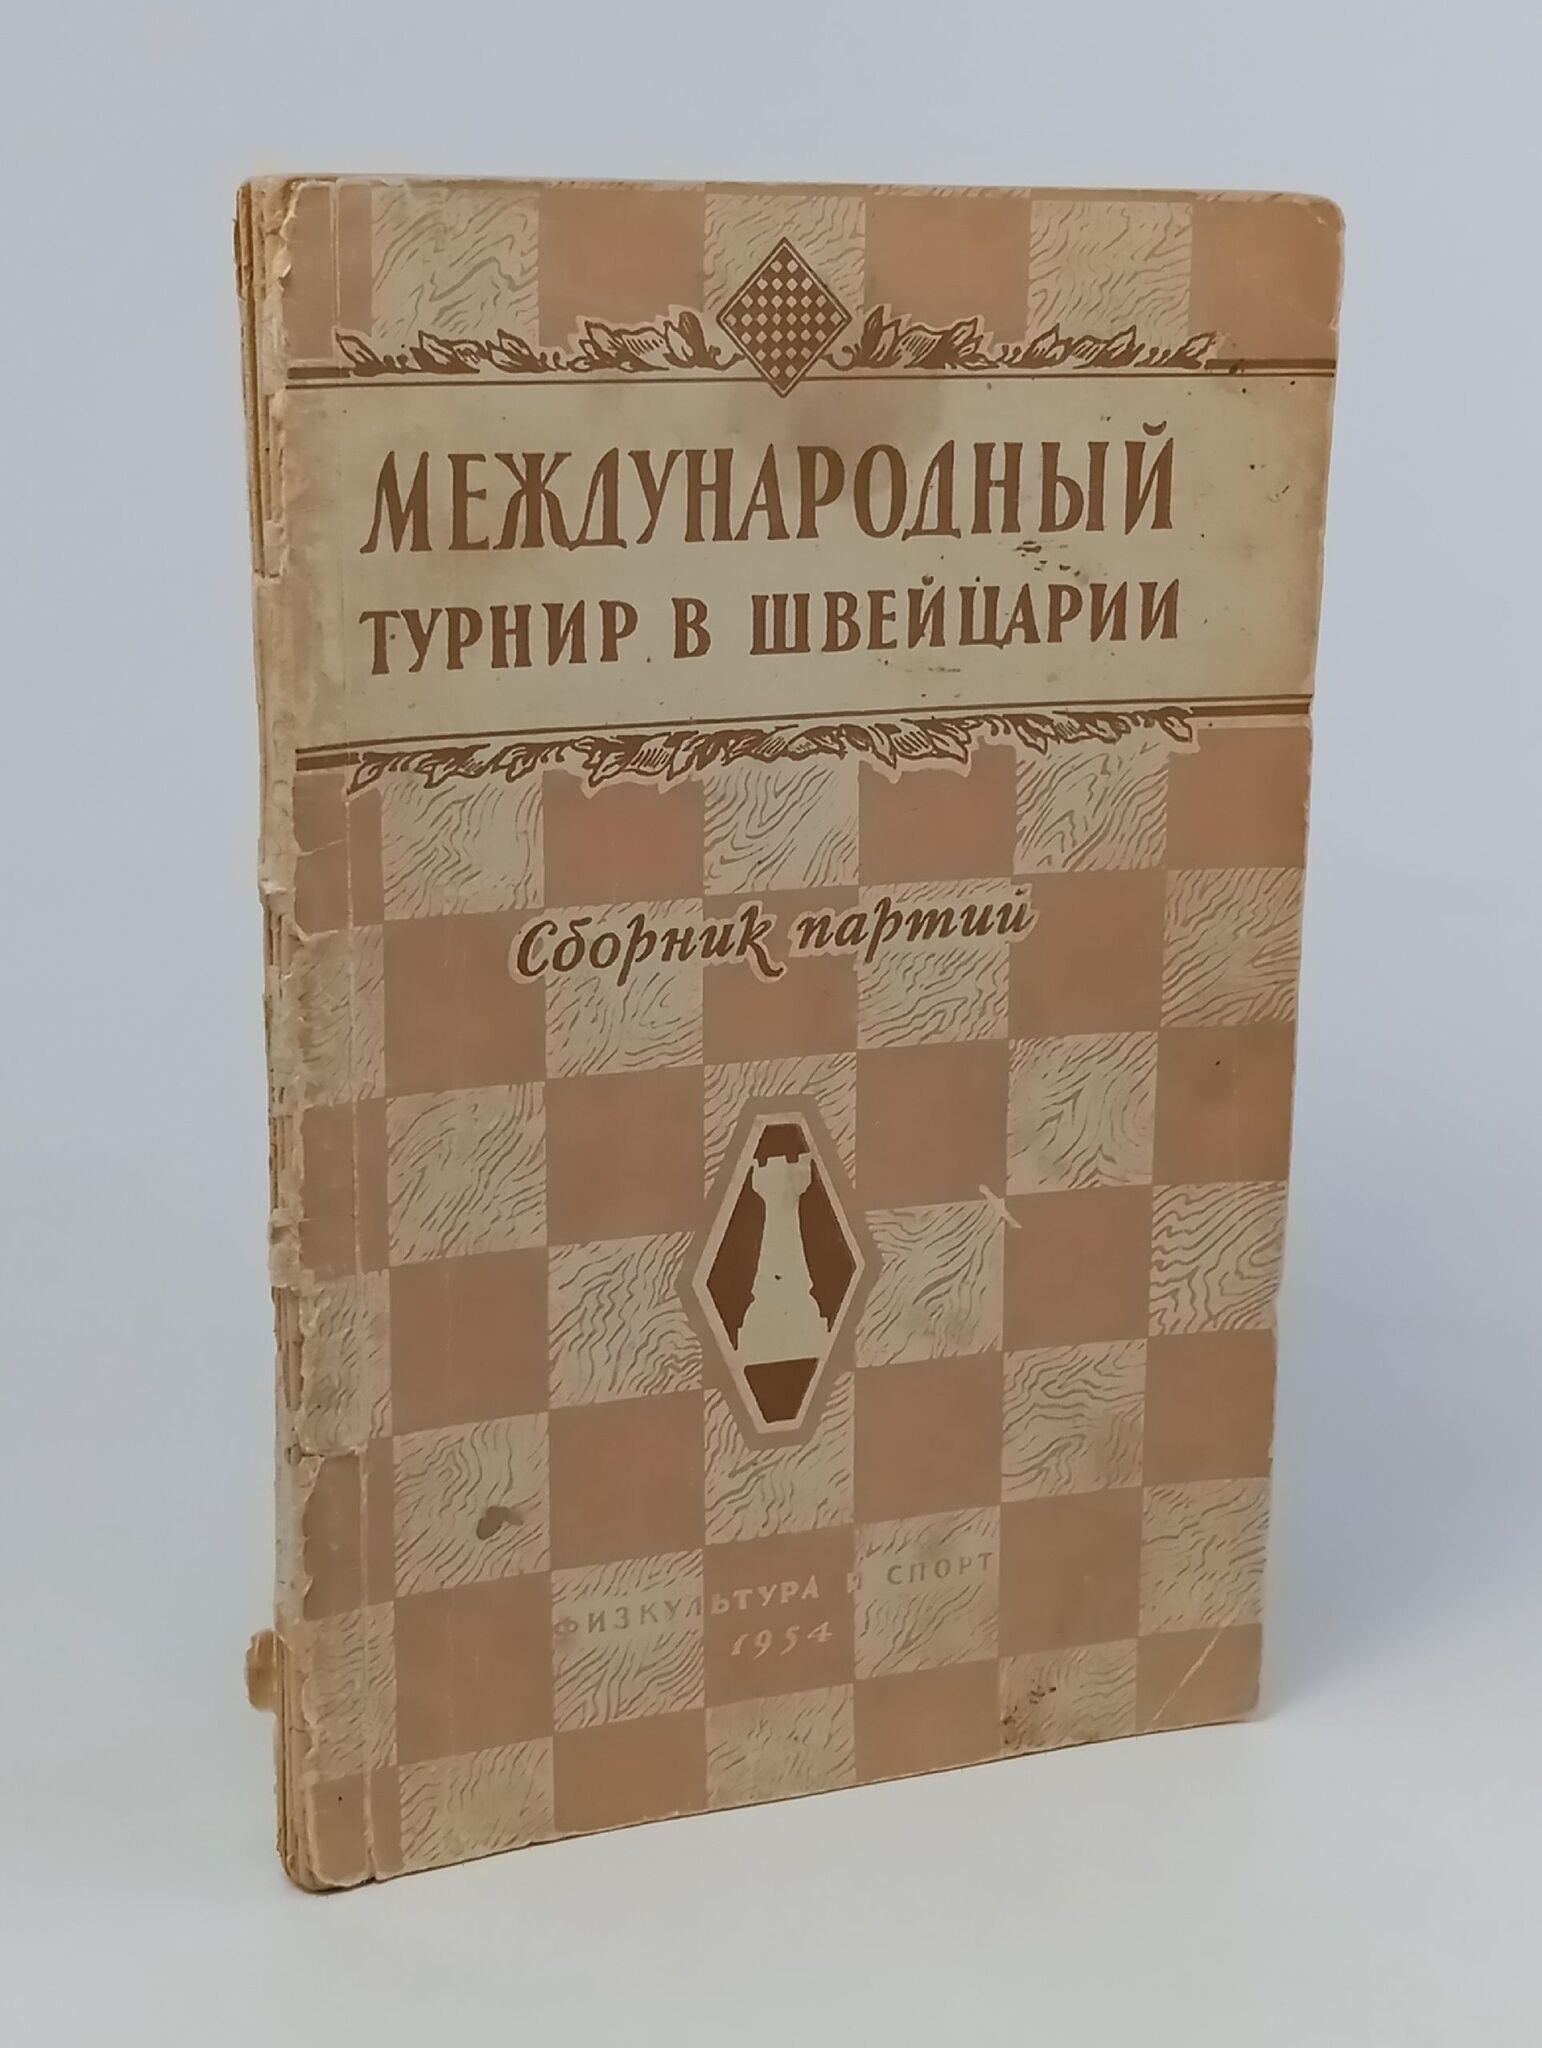 МЕЖДУНАРОДНЫЙ
ТУРНИР В ШВЕЙЦАРИИ
Сборник партий
ФИЗКУЛЬТУРА И СПОРТ
1954